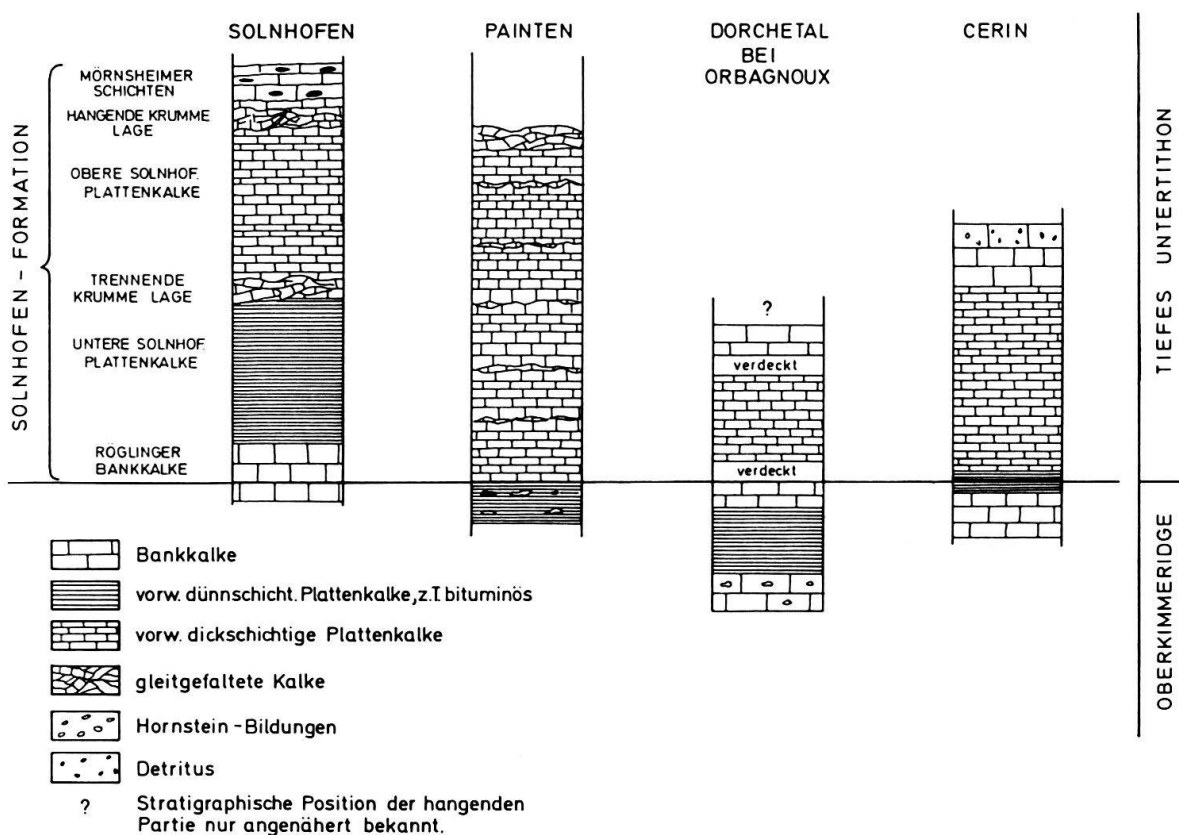 SOLNHOFEN
PAINTEN
DORCHETAL
BEI
ORBAGNOUX
CERIN
SOLNHOFEN - FORMATION
MÖRNSHEIMER
SCHICHTEN
HANGENDE KRUMME
LAGE
OBERE SOLNHOF.
PLATTENKALKE
TRENNENDE
KRUMME LAGE
UNTERE SOLNHOF.
PLATTENKALKE
RÖGLINGER
BANKKALKE
?
verdeckt
verdeckt
TIEFES UNTERTITHON
OBERKIMMERIDGE
Bankkalke
vorw. dünnschicht. Plattenkalke, z.T. bituminös
vorw. dickschichtige Plattenkalke
gleitgefaltete Kalke
Hornstein - Bildungen
Detritus
? Stratigraphische Position der hangenden
Partie nur angenähert bekannt.